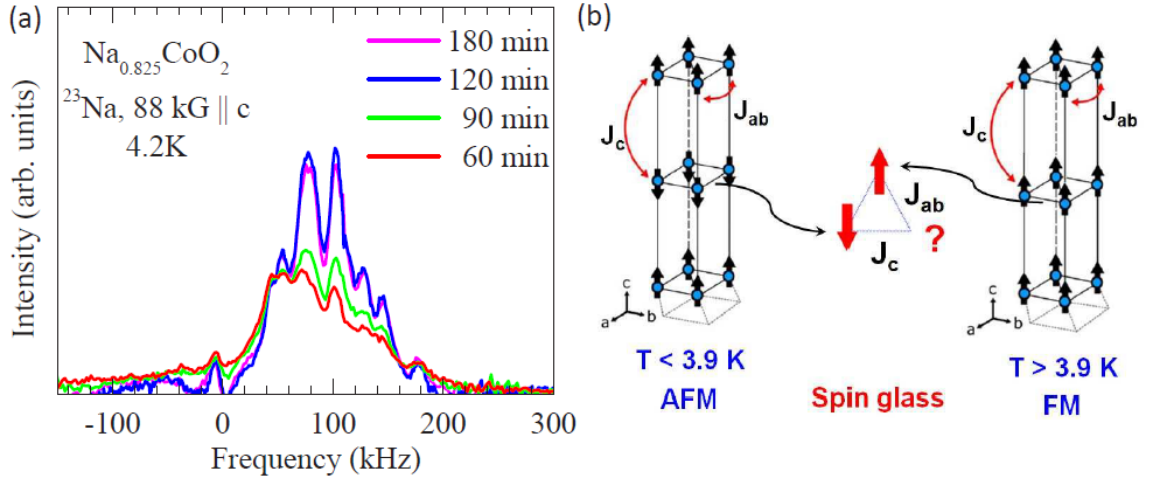 (a)
Na0.825CoO2
23Na, 88 kG || c
4.2K
180 min
120 min
90 min
60 min
Intensity (arb. units)
-100 0 100 200 300
Frequency (kHz)
(b)
Jab
Jc
c
a b
T < 3.9 K
AFM
Jab
Jc
?
Spin glass
Jab
Jc
c
a b
T > 3.9 K
FM